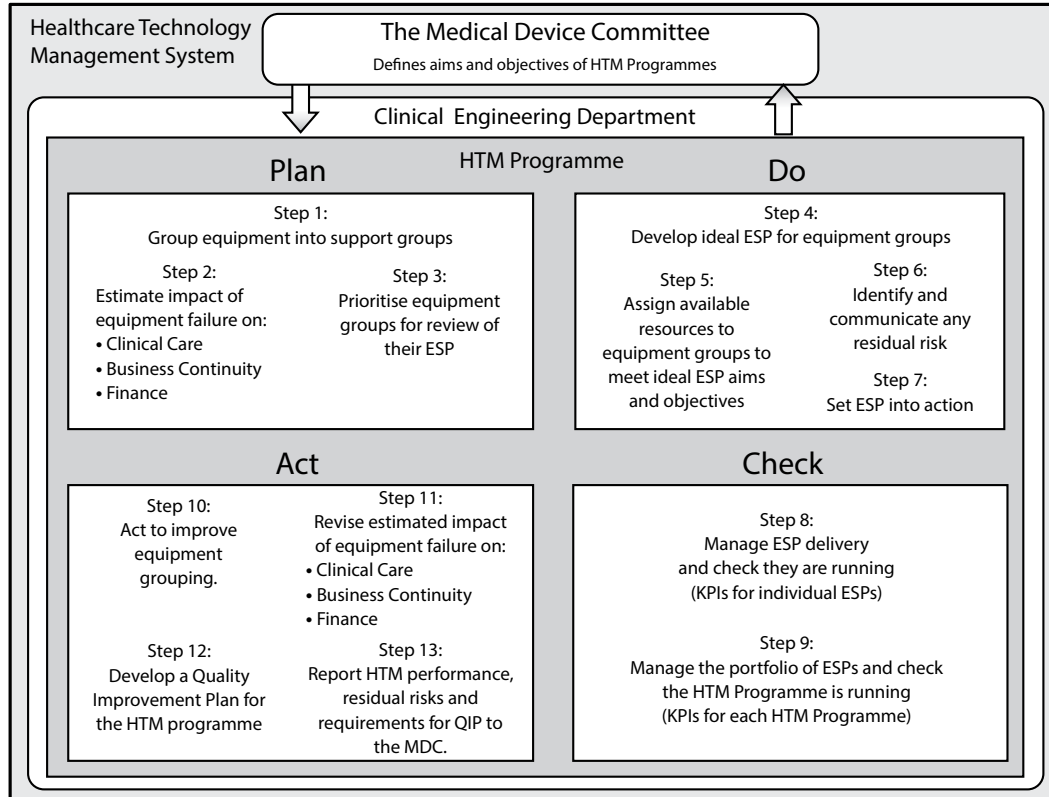 Healthcare Technology
Management System
The Medical Device Committee
Defines aims and objectives of HTM Programmes
Clinical Engineering Department
HTM Programme
Plan
Step 1:
Group equipment into support groups
Step 2:
Estimate impact of
equipment failure on:
• Clinical Care
• Business Continuity
• Finance
Step 3:
Prioritise equipment
groups for review of
their ESP
Do
Step 4:
Develop ideal ESP for equipment groups
Step 5:
Assign available
resources to
equipment groups to
meet ideal ESP aims
and objectives
Step 6:
Identify and
communicate any
residual risk
Step 7:
Set ESP into action
Act
Step 10:
Act to improve
equipment
grouping.
Step 11:
Revise estimated impact
of equipment failure on:
• Clinical Care
• Business Continuity
• Finance
Step 12:
Develop a Quality
Improvement Plan for
the HTM programme
Step 13:
Report HTM performance,
residual risks and
requirements for QIP to
the MDC.
Check
Step 8:
Manage ESP delivery
and check they are running
(KPIs for individual ESPs)
Step 9:
Manage the portfolio of ESPs and check
the HTM Programme is running
(KPIs for each HTM Programme)